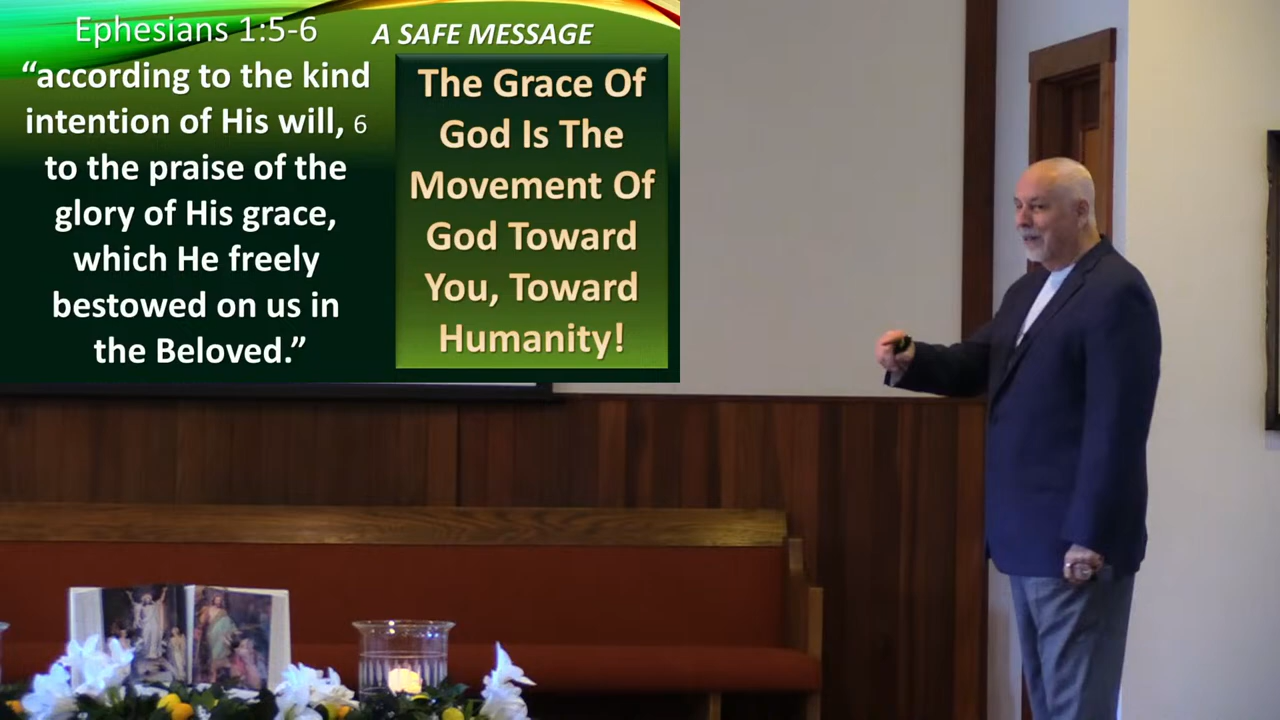 Ephesians 1:5-6
“according to the kind
intention of His will, 6
to the praise of the
glory of His grace,
which He freely
bestowed on us in
the Beloved.”
A SAFE MESSAGE
The Grace Of
God Is The
Movement Of
God Toward
You, Toward
Humanity!